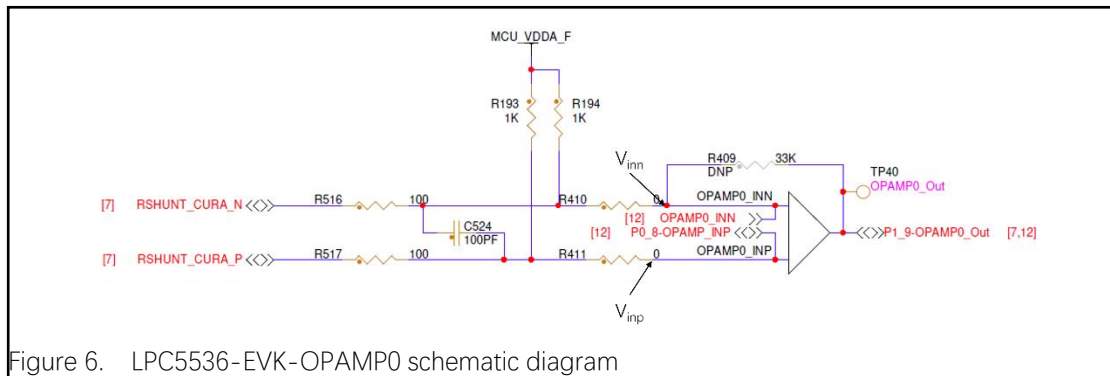 MCU_VDDA_F
R193 R194
1K 1K
Vinn
R409 33K
DNP
TP40
OPAMP0_Out
[7] RSHUNT_CURA_N R516 100 R410 0 OPAMP0_INN
C524
100PF
[12] OPAMP0_INN
[12] P0_8-OPAMP_INP
P1_9-OPAMP0_Out [7,12]
[7] RSHUNT_CURA_P R517 100 R411 0 OPAMP0_INP
Vinp
Figure 6. LPC5536-EVK-OPAMP0 schematic diagram